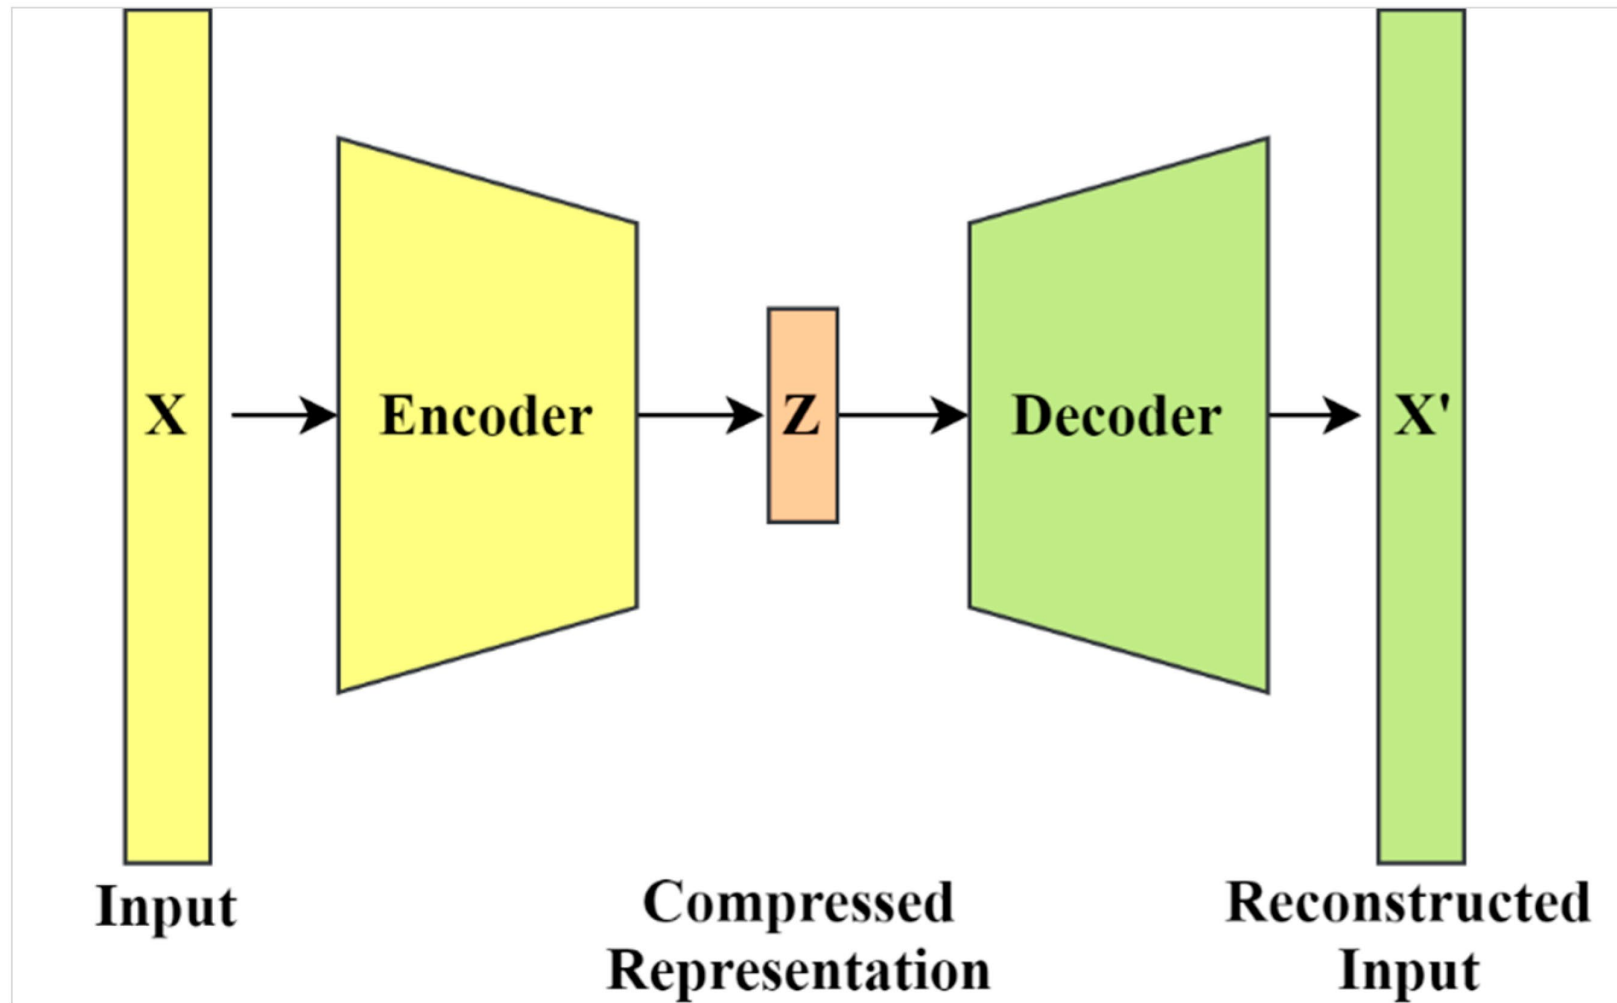 X
Encoder
Z
Decoder
X'
Input
Compressed
Representation
Reconstructed
Input